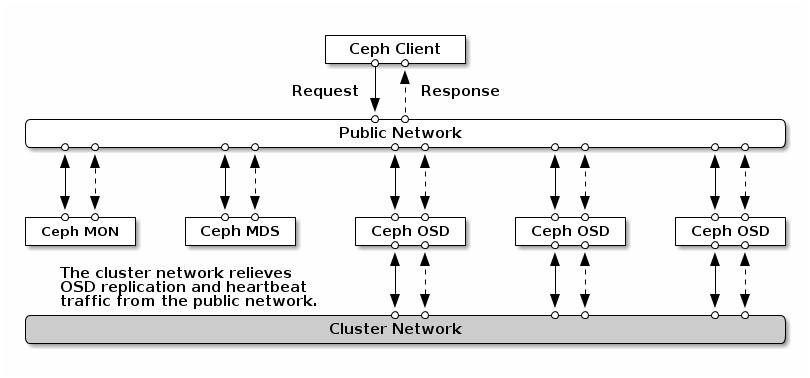 Ceph Client
Request
Response
Public Network
Ceph MON
Ceph MDS
Ceph OSD
Ceph OSD
Ceph OSD
The cluster network relieves
OSD replication and heartbeat
traffic from the public network.
Cluster Network